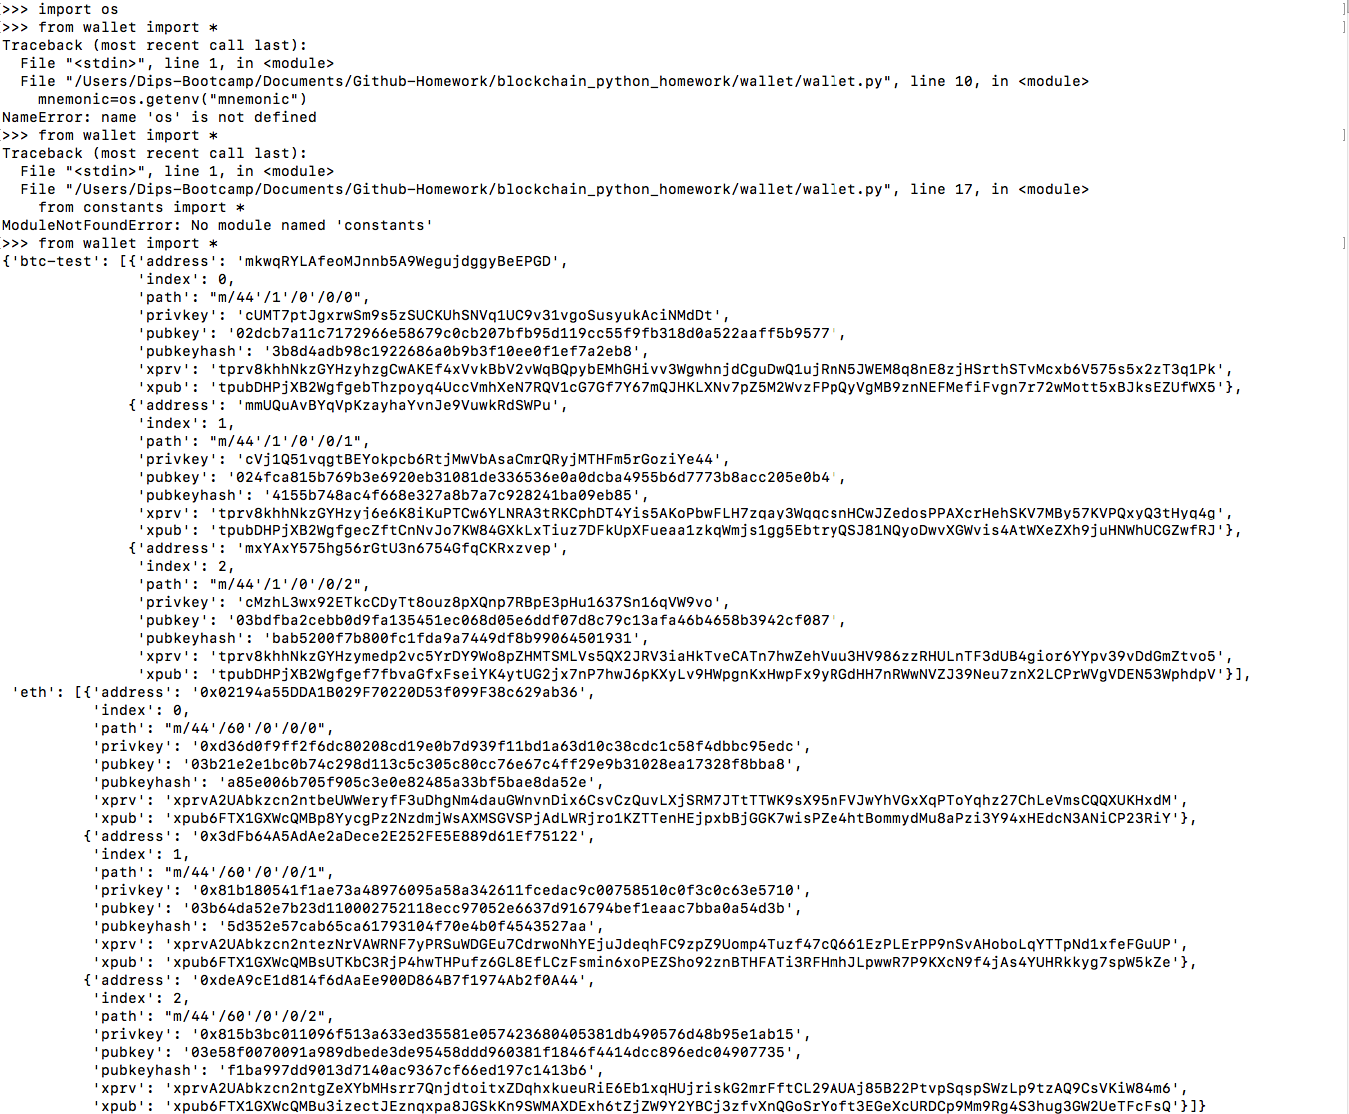 >>> import os
>>> from wallet import *
Traceback (most recent call last):
  File "<stdin>", line 1, in <module>
  File "/Users/Dips-Bootcamp/Documents/Github-Homework/blockchain_python_homework/wallet/wallet.py", line 10, in <module>
    mnemonic=os.getenv("mnemonic")
NameError: name 'os' is not defined
>>> from wallet import *
Traceback (most recent call last):
  File "<stdin>", line 1, in <module>
  File "/Users/Dips-Bootcamp/Documents/Github-Homework/blockchain_python_homework/wallet/wallet.py", line 17, in <module>
    from constants import *
ModuleNotFoundError: No module named 'constants'
>>> from wallet import *
{'btc-test': [{'address': 'mkwqRYLAfeoMJnnb5A9WegujdggyBeEPGD',
               'index': 0,
               'path': "m/44'/1'/0'/0/0",
               'privkey': 'cUMT7ptJgxrwSm9s5zSUCKUhSNVq1UC9v31vgoSusyukAciNMdDt',
               'pubkey': '02dcb7a11c7172966e58679c0cb207bfb95d119cc55f9fb318d0a522aaff5b9577',
               'pubkeyhash': '3b8d4adb98c1922686a0b9b3f10ee0f1ef7a2eb8',
               'xprv': 'tprv8khhNkzGYHzyhzgCwAKEf4xVvkBbV2vWqBQpybEMhGHivv3WgwhnjdCguDwQ1ujRnN5JWEM8q8nE8zjHSrthSTvMcxb6V575s5x2zT3q1Pk',
               'xpub': 'tpubDHPjXB2WgfgebThzpoyq4UccVmhXeN7RQV1cG7Gf7Y67mQJHKLXNv7pZ5M2WvzFPpQyVgMB9znNEFMefiFvgn7r72wMott5xBJksEZUfWX5'},
              {'address': 'mmUQuAvBYqVpKzayhaYvnJe9VuwkRdSWPu',
               'index': 1,
               'path': "m/44'/1'/0'/0/1",
               'privkey': 'cVj1Q51vqgtBEYokpcb6RtjMwVbAsaCmrQRyjMTHFm5rGoziYe44',
               'pubkey': '024fca815b769b3e6920eb31081de336536e0a0dcba4955b6d7773b8acc205e0b4',
               'pubkeyhash': '4155b748ac4f668e327a8b7a7c928241ba09eb85',
               'xprv': 'tprv8khhNkzGYHzyj6e6K8iKuPTCw6YLNRA3tRKCphDT4Yis5AKoPbwFLH7zqay3WqqcsnHCwJZedosPPAXcrHehSKV7MBy57KVPQxyQ3tHyq4g',
               'xpub': 'tpubDHPjXB2WgfgecZftCnNvJo7KW84GXkLxTiuz7DFkUpXFueaa1zkqWmjs1gg5EbtryQSJ81NQyoDwvXGWvis4AtWXeZXh9juHNWhUCGZwfRJ'},
              {'address': 'mxYAxY575hg56rGtU3n6754GfqCKRxzvep',
               'index': 2,
               'path': "m/44'/1'/0'/0/2",
               'privkey': 'cMzhL3wx92ETkcCDyTt8ouz8pXQnp7RBpE3pHu1637Sn16qVW9vo',
               'pubkey': '03bdfba2cebb0d9fa135451ec068d05e6ddf07d8c79c13afa46b4658b3942cf087',
               'pubkeyhash': 'bab5200f7b800fc1fda9a7449df8b99064501931',
               'xprv': 'tprv8khhNkzGYHzymedp2vc5YrDY9Wo8pZHMTSMLVs5QX2JRV3iaHkTveCATn7hwZehVuu3HV986zzRHULnTF3dUB4gior6YYpv39vDdGmZtvo5',
               'xpub': 'tpubDHPjXB2Wgfgef7fbvaGfxFseiYK4ytUG2jx7nP7hwJ6pKXyLv9HWpgnKxHwpFx9yRGdHH7nRWwNVZJ39Neu7znX2LCPrWVgVDEN53WphdpV'}],
 'eth': [{'address': '0x02194a55DDA1B029F70220D53f099F38c629ab36',
          'index': 0,
          'path': "m/44'/60'/0'/0/0",
          'privkey': '0xd36d0f9ff2f6dc80208cd19e0b7d939f11bd1a63d10c38cdc1c58f4dbbc95edc',
          'pubkey': '03b21e2e1bc0b74c298d113c5c305c80cc76e67c4ff29e9b31028ea17328f8bba8',
          'pubkeyhash': 'a85e006b705f905c3e0e82485a33bf5bae8da52e',
          'xprv': 'xprvA2UAbkzcn2ntbeUWWeryfF3uDhgNm4dauGWnvnDix6CsvCzQuvLXjSRM7JTtTTWK9sX95nFVJwYhVGxXqPToYqhz27ChLeVmsCQQXUKHxdM',
          'xpub': 'xpub6FTX1GXWcQMBp8YycgPz2NzdmjWsAXMSGVSPjAdLWRjro1KZTTenHEjpxbBjGGK7wisPZe4htBommydMu8aPzi3Y94xHEdcN3ANiCP23RiY'},
         {'address': '0x3dFb64A5AdAe2aDece2E252FE5E889d61Ef75122',
          'index': 1,
          'path': "m/44'/60'/0'/0/1",
          'privkey': '0x81b180541f1ae73a48976095a58a342611fcedac9c00758510c0f3c0c63e5710',
          'pubkey': '03b64da52e7b23d110002752118ecc97052e6637d916794bef1eaac7bba0a54d3b',
          'pubkeyhash': '5d352e57cab65ca61793104f70e4b0f4543527aa',
          'xprv': 'xprvA2UAbkzcn2ntezNrVAWRNF7yPRSuWDGEu7CdrwoNhYEjuJdeqhFC9zpZ9Uomp4Tuzf47cQ661EzPLErPP9nSvAHoboLqYTTpNd1xfeFGuUP',
          'xpub': 'xpub6FTX1GXWcQMBsUTKbC3RjP4hwTHPufz6GL8EfLCzFsmin6xoPEZSho92znBTHFATi3RFHnhJLpwwR7P9KXcN9f4jAs4YUHRkkyg7spW5kZe'},
         {'address': '0xdeA9cE1d814f6dAaEe900D864B7f1974Ab2f0A44',
          'index': 2,
          'path': "m/44'/60'/0'/0/2",
          'privkey': '0x815b3bc011096f513a633ed35581e057423680405381db490576d48b95e1ab15',
          'pubkey': '03e58f0070091a989dbede3de95458ddd960381f1846f4414dcc896edc04907735',
          'pubkeyhash': 'f1ba997dd9013d7140ac9367cf66ed197c1413b6',
          'xprv': 'xprvA2UAbkzcn2ntgZeXYbMHsrr7QnjdtoitxZDqhxkueuRiE6Eb1xqHUjriskG2mrFftCL29AUAj85B22PtvpSqspSWzLp9tzAQ9CsVKiW84m6',
          'xpub': 'xpub6FTX1GXWcQMBu3izectJEznqxpa8JGSkKn9SWMAXDExh6tZjZW9Y2YBCj3zfvXnQGoSrYoft3EGeXcURDCp9Mm9Rg4S3hug3GW2UeTFcFsQ'}]}